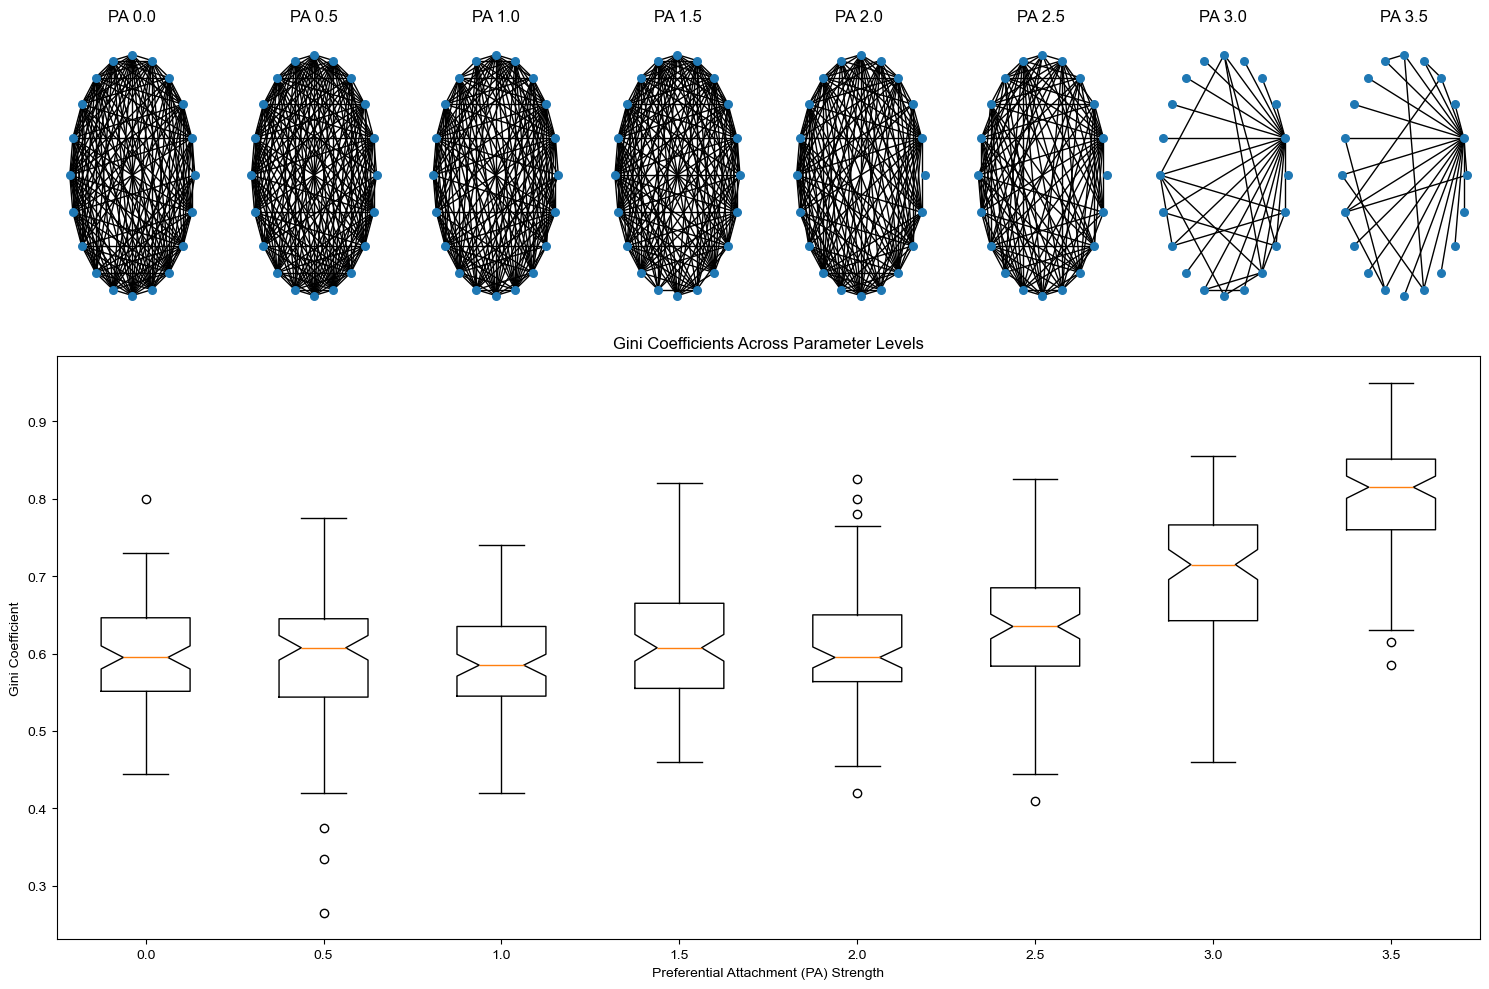 PA 0.0 PA 0.5 PA 1.0 PA 1.5 PA 2.0 PA 2.5 PA 3.0 PA 3.5
Gini Coefficients Across Parameter Levels
0.9
0.8
0.7
0.6
0.5
0.4
0.3
Gini Coefficient
0.0 0.5 1.0 1.5 2.0 2.5 3.0 3.5
Preferential Attachment (PA) Strength